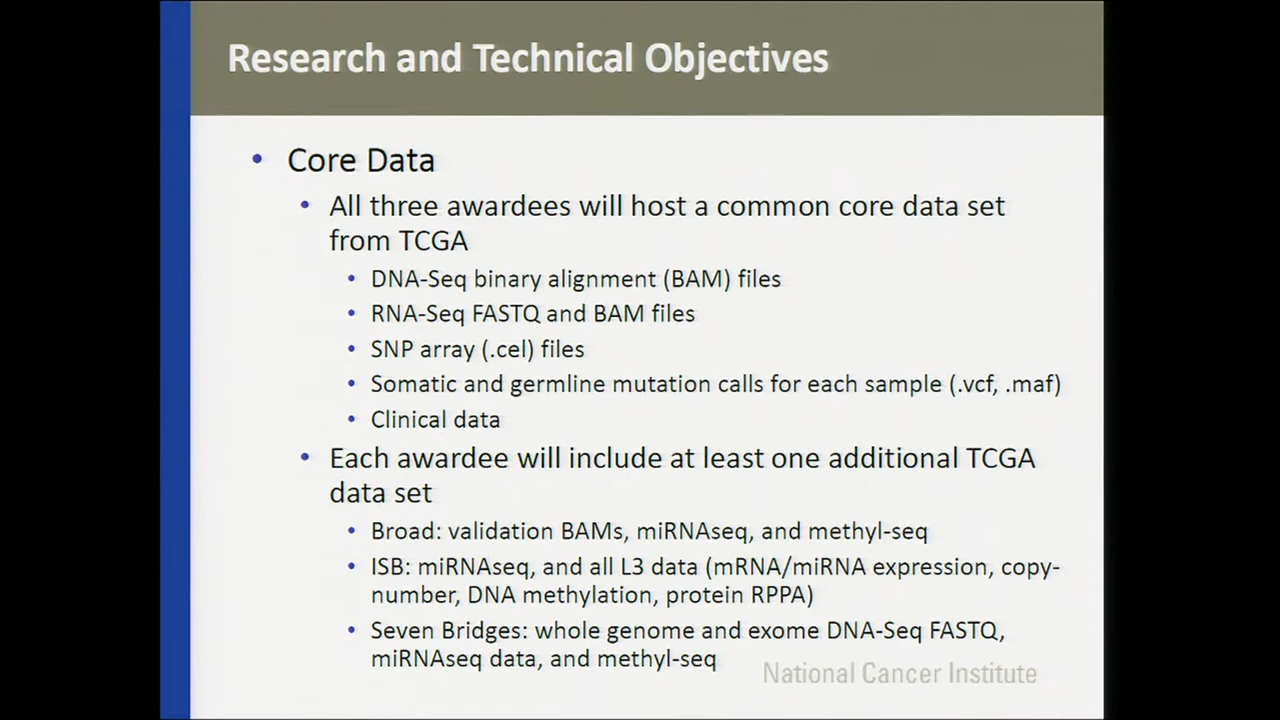 Research and Technical Objectives
• Core Data
• All three awardees will host a common core data set
from TCGA
• DNA-Seq binary alignment (BAM) files
• RNA-Seq FASTQ and BAM files
• SNP array (.cel) files
• Somatic and germline mutation calls for each sample (.vcf, .maf)
• Clinical data
• Each awardee will include at least one additional TCGA
data set
• Broad: validation BAMs, miRNAseq, and methyl-seq
• ISB: miRNAseq, and all L3 data (mRNA/miRNA expression, copy-
number, DNA methylation, protein RPPA)
• Seven Bridges: whole genome and exome DNA-Seq FASTQ,
miRNAseq data, and methyl-seq
National Cancer Institute